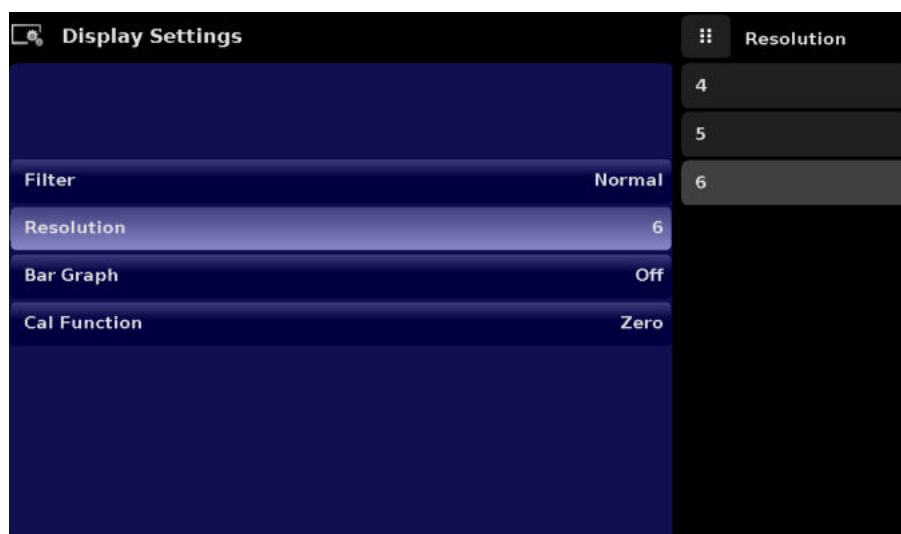 Display Settings
Filter Normal
Resolution 6
Bar Graph Off
Cal Function Zero
Resolution
4
5
6